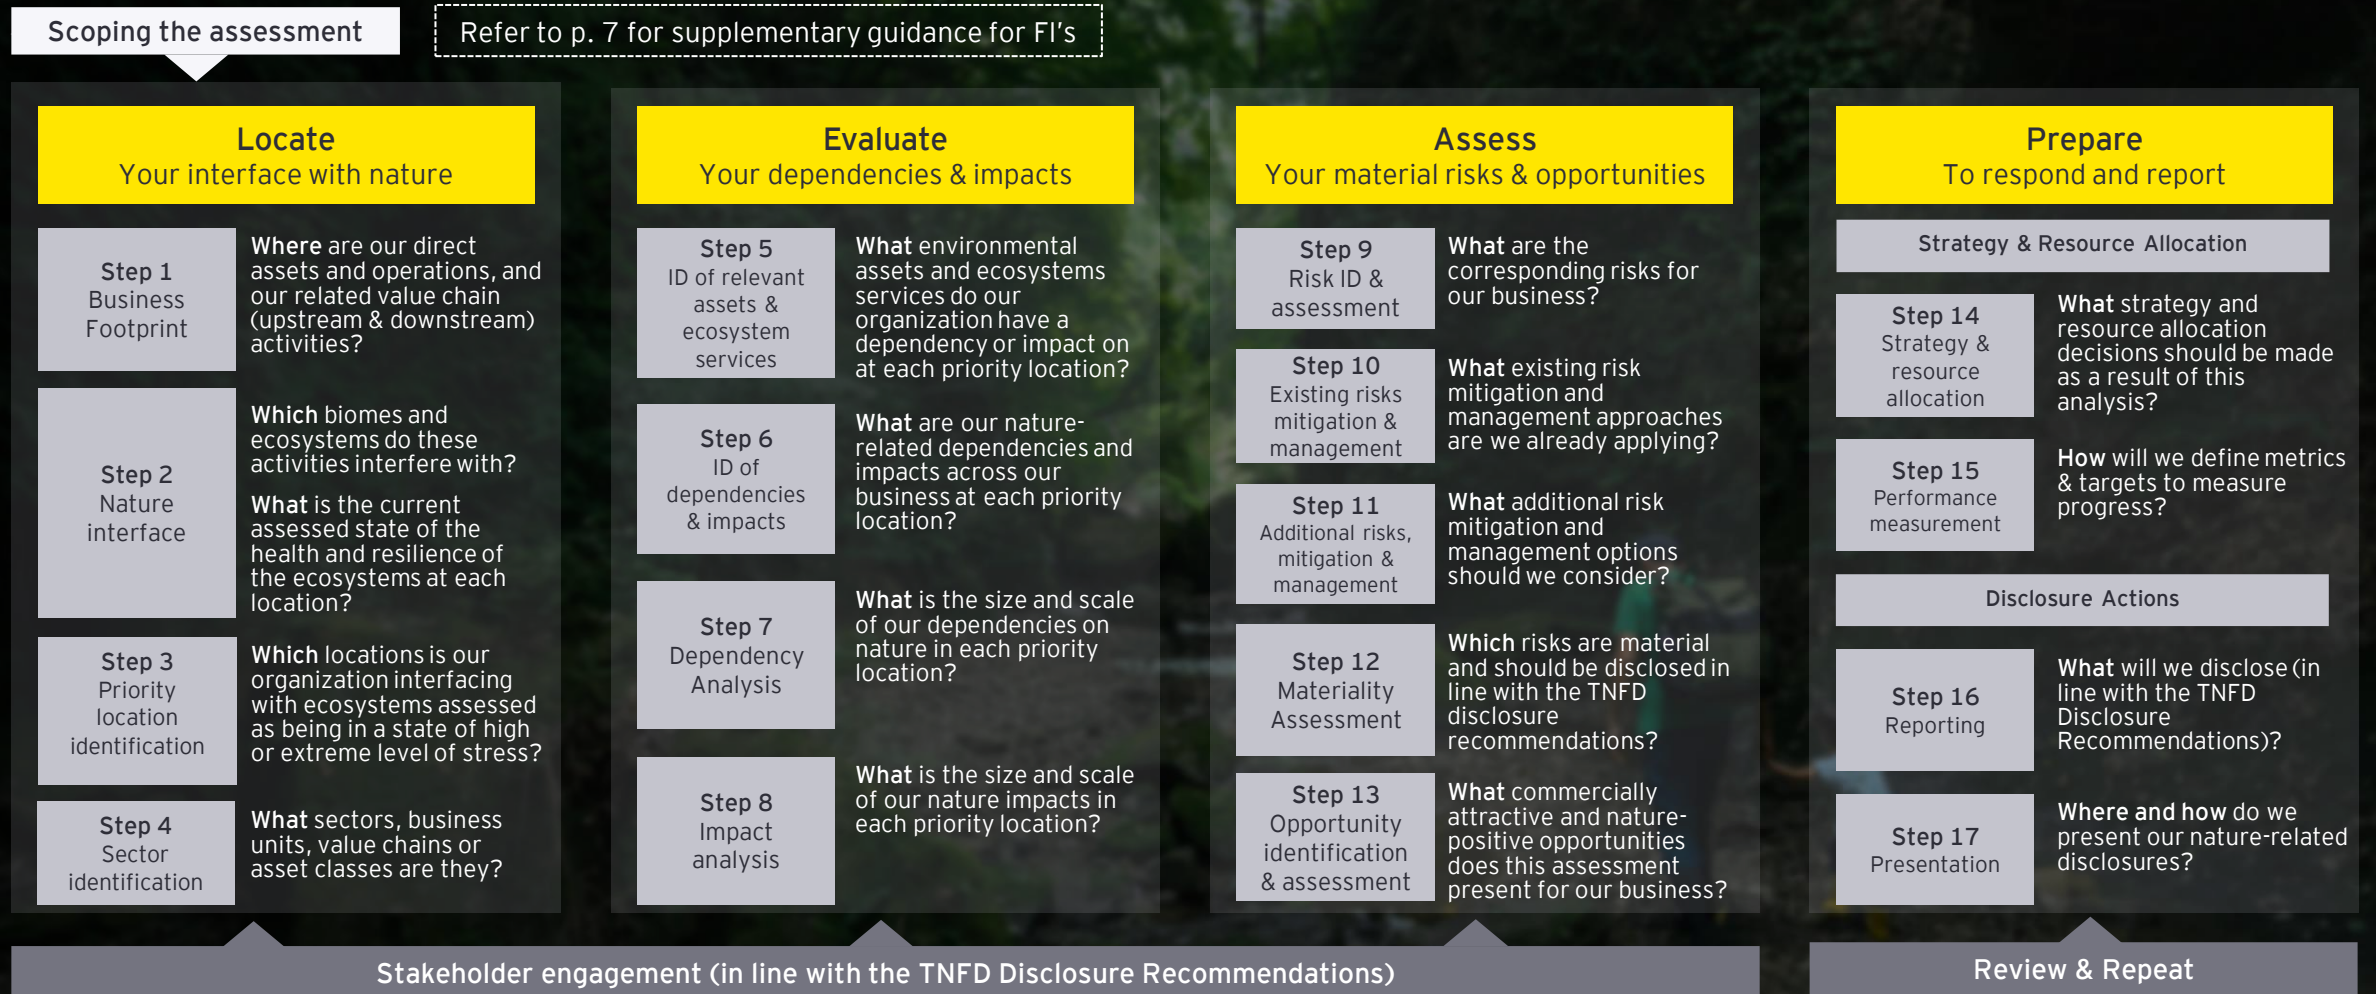 Scoping the assessment
Refer to p. 7 for supplementary guidance for FI's
Locate
Your interface with nature
Step 1
Business
Footprint
Where are our direct
assets and operations, and
our related value chain
(upstream & downstream)
activities?
Step 2
Nature
interface
Which biomes and
ecosystems do these
activities interfere with?
What is the current
assessed state of the
health and resilience of
the ecosystems at each
location?
Step 3
Priority
location
identification
Which locations is our
organization interfacing
with ecosystems assessed
as being in a state of high
or extreme level of stress?
Step 4
Sector
identification
What sectors, business
units, value chains or
asset classes are they?
Evaluate
Your dependencies & impacts
Step 5
ID of relevant
assets &
ecosystem
services
What environmental
assets and ecosystems
services do our
organization have a
dependency or impact on
at each priority location?
Step 6
ID of
dependencies
& impacts
What are our nature-
related dependencies and
impacts across our
business at each priority
location?
Step 7
Dependency
Analysis
What is the size and scale
of our dependencies on
nature in each priority
location?
Step 8
Impact
analysis
What is the size and scale
of our nature impacts in
each priority location?
Assess
Your material risks & opportunities
Step 9
Risk ID &
assessment
What are the
corresponding risks for
our business?
Step 10
Existing risks
mitigation &
management
What existing risk
mitigation and
management approaches
are we already applying?
Step 11
Additional risks,
mitigation &
management
What additional risk
mitigation and
management options
should we consider?
Step 12
Materiality
Assessment
Which risks are material
and should be disclosed in
line with the TNFD
disclosure
recommendations?
Step 13
Opportunity
identification
& assessment
What commercially
attractive and nature-
positive opportunities
does this assessment
present for our business?
Prepare
To respond and report
Strategy & Resource Allocation
Step 14
Strategy &
resource
allocation
What strategy and
resource allocation
decisions should be made
as a result of this
analysis?
Step 15
Performance
measurement
How will we define metrics
& targets to measure
progress?
Disclosure Actions
Step 16
Reporting
What will we disclose (in
line with the TNFD
Disclosure
Recommendations)?
Step 17
Presentation
Where and how do we
present our nature-related
disclosures?
Stakeholder engagement (in line with the TNFD Disclosure Recommendations)
Review & Repeat